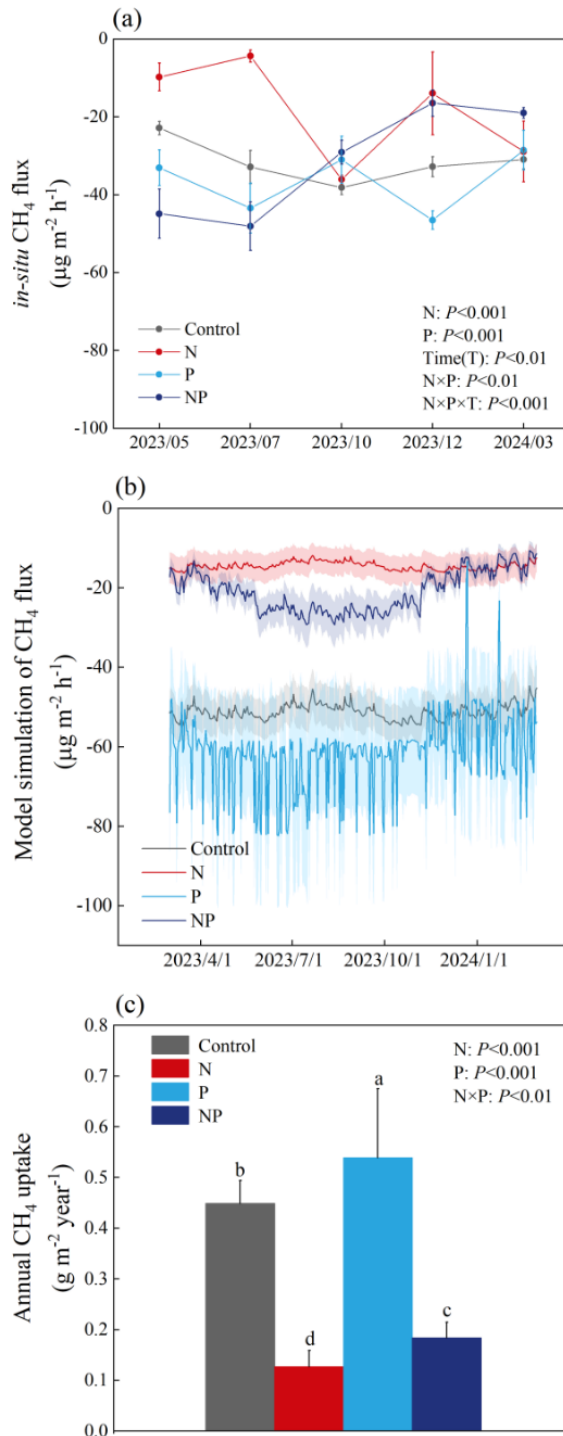 (a)
0
-20
-40
-60
-80
-100
in-situ CH₄ flux
(μg m⁻² h⁻¹)
Control
N
P
NP
N: P<0.001
P: P<0.001
Time(T): P<0.01
N×P: P<0.01
N×P×T: P<0.001
2023/05 2023/07 2023/10 2023/12 2024/03
(b)
0
-20
-40
-60
-80
-100
Model simulation of CH₄ flux
(μg m⁻² h⁻¹)
Control
N
P
NP
2023/4/1 2023/7/1 2023/10/1 2024/1/1
(c)
0.8
0.7
0.6
0.5
0.4
0.3
0.2
0.1
0.0
Annual CH₄ uptake
(g m⁻² year⁻¹)
Control
N
P
NP
N: P<0.001
P: P<0.001
N×P: P<0.01
b
d
a
c